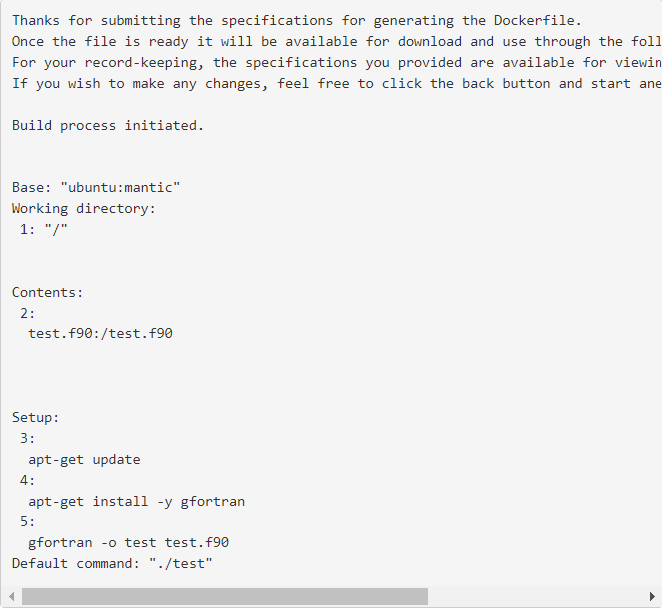 Thanks for submitting the specifications for generating the Dockerfile.
Once the file is ready it will be available for download and use through the foll
For your record-keeping, the specifications you provided are available for viewin
If you wish to make any changes, feel free to click the back button and start ane
Build process initiated.
Base: "ubuntu:mantic"
Working directory:
1: "/"
Contents:
2:
test.f90:/test.f90
Setup:
3:
apt-get update
4:
apt-get install -y gfortran
5:
gfortran -o test test.f90
Default command: "./test"